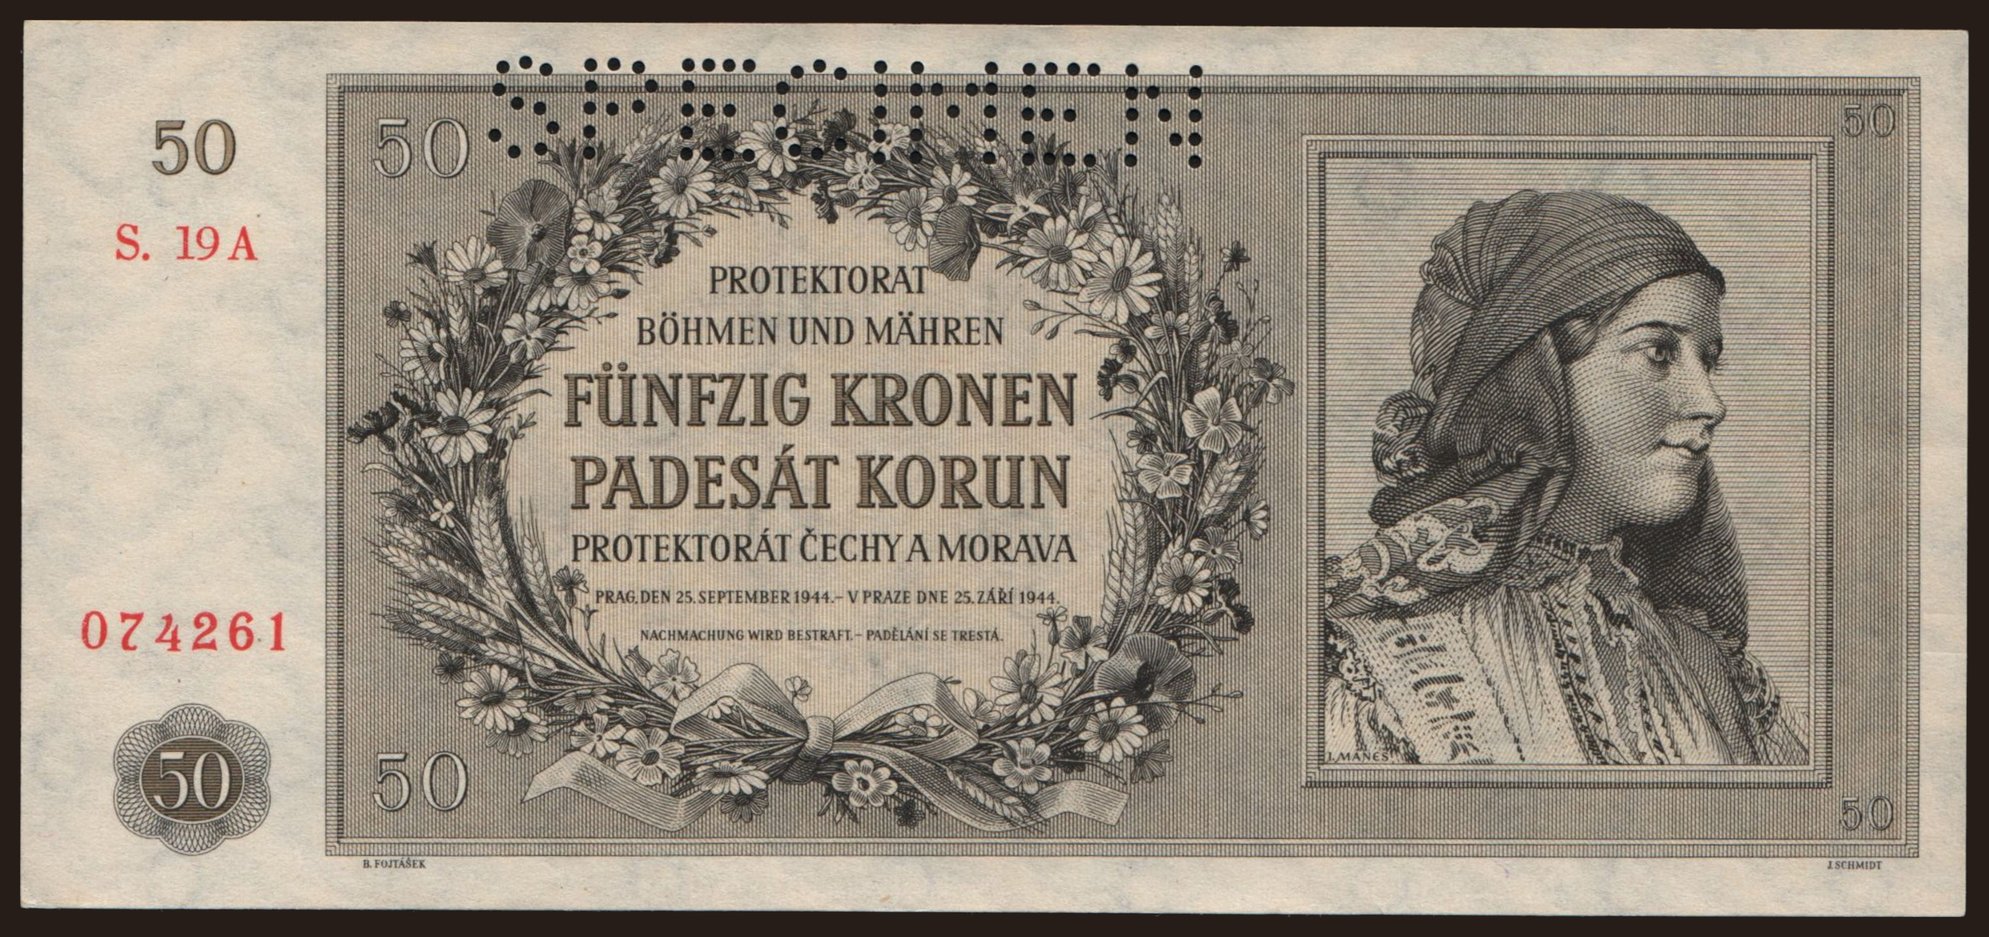 SPECIMEN
50
50
50
S. 19A
PROTEKTORAT
BÖHMEN UND MÄHREN
FÜNFZIG KRONEN
PADESÁT KORUN
PROTEKTORÁT ČECHY A MORAVA
PRAG, DEN 25. SEPTEMBER 1944. – V PRAZE DNE 25. ZÁŘÍ 1944.
NACHMACHUNG WIRD BESTRAFT. – PADĚLÁNÍ SE TRESTÁ.
074261
50
50
J. MÁNES
50
B. FOJTÁŠEK
J. SCHMIDT